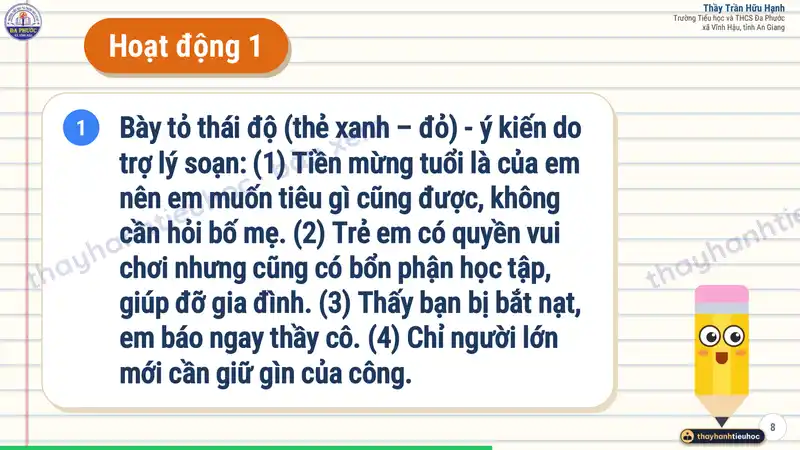 Thầy Trần Hữu Hạnh
Trường Tiểu học và THCS Đa Phước
xã Vĩnh Hậu, tỉnh An Giang
ĐA PHƯỚC
Hoạt động 1
1
Bày tỏ thái độ (thẻ xanh – đỏ) - ý kiến do
trợ lý soạn: (1) Tiền mừng tuổi là của em
nên em muốn tiêu gì cũng được, không
cần hỏi bố mẹ. (2) Trẻ em có quyền vui
chơi nhưng cũng có bổn phận học tập,
giúp đỡ gia đình. (3) Thấy bạn bị bắt nạt,
em báo ngay thầy cô. (4) Chỉ người lớn
mới cần giữ gìn của công.
8
thayhanhtieuhoc